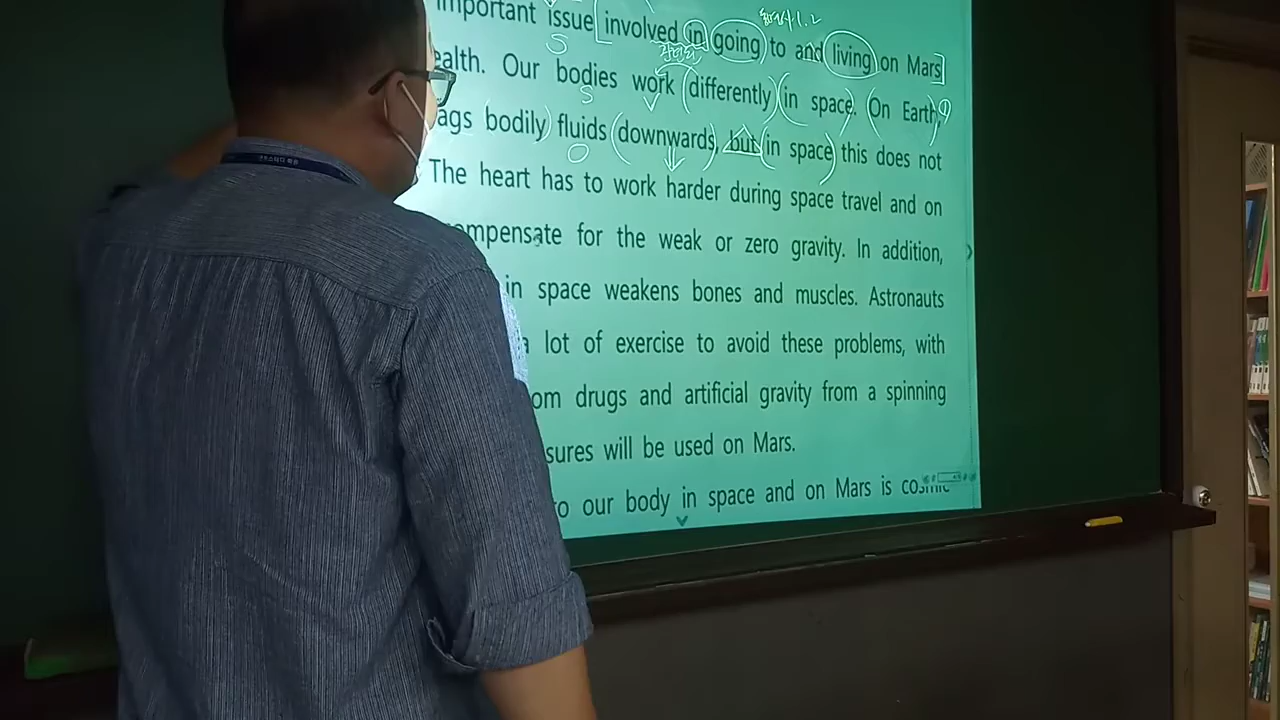 important issue [involved in going to and living on Mars]
ealth. Our bodies work (differently) (in space). (On Earth,
ags bodily) fluids (downwards), but (in space) this does not
The heart has to work harder during space travel and on
ompensate for the weak or zero gravity. In addition,
in space weakens bones and muscles. Astronauts
a lot of exercise to avoid these problems, with
om drugs and artificial gravity from a spinning
sures will be used on Mars.
o our body in space and on Mars is cosmic
S
S
V
O